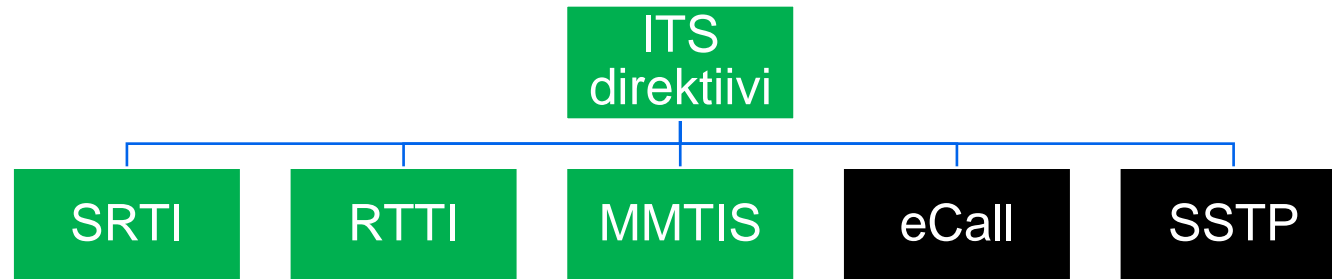 ITS
direktiivi
SRTI
RTTI
MMTIS
eCall
SSTP